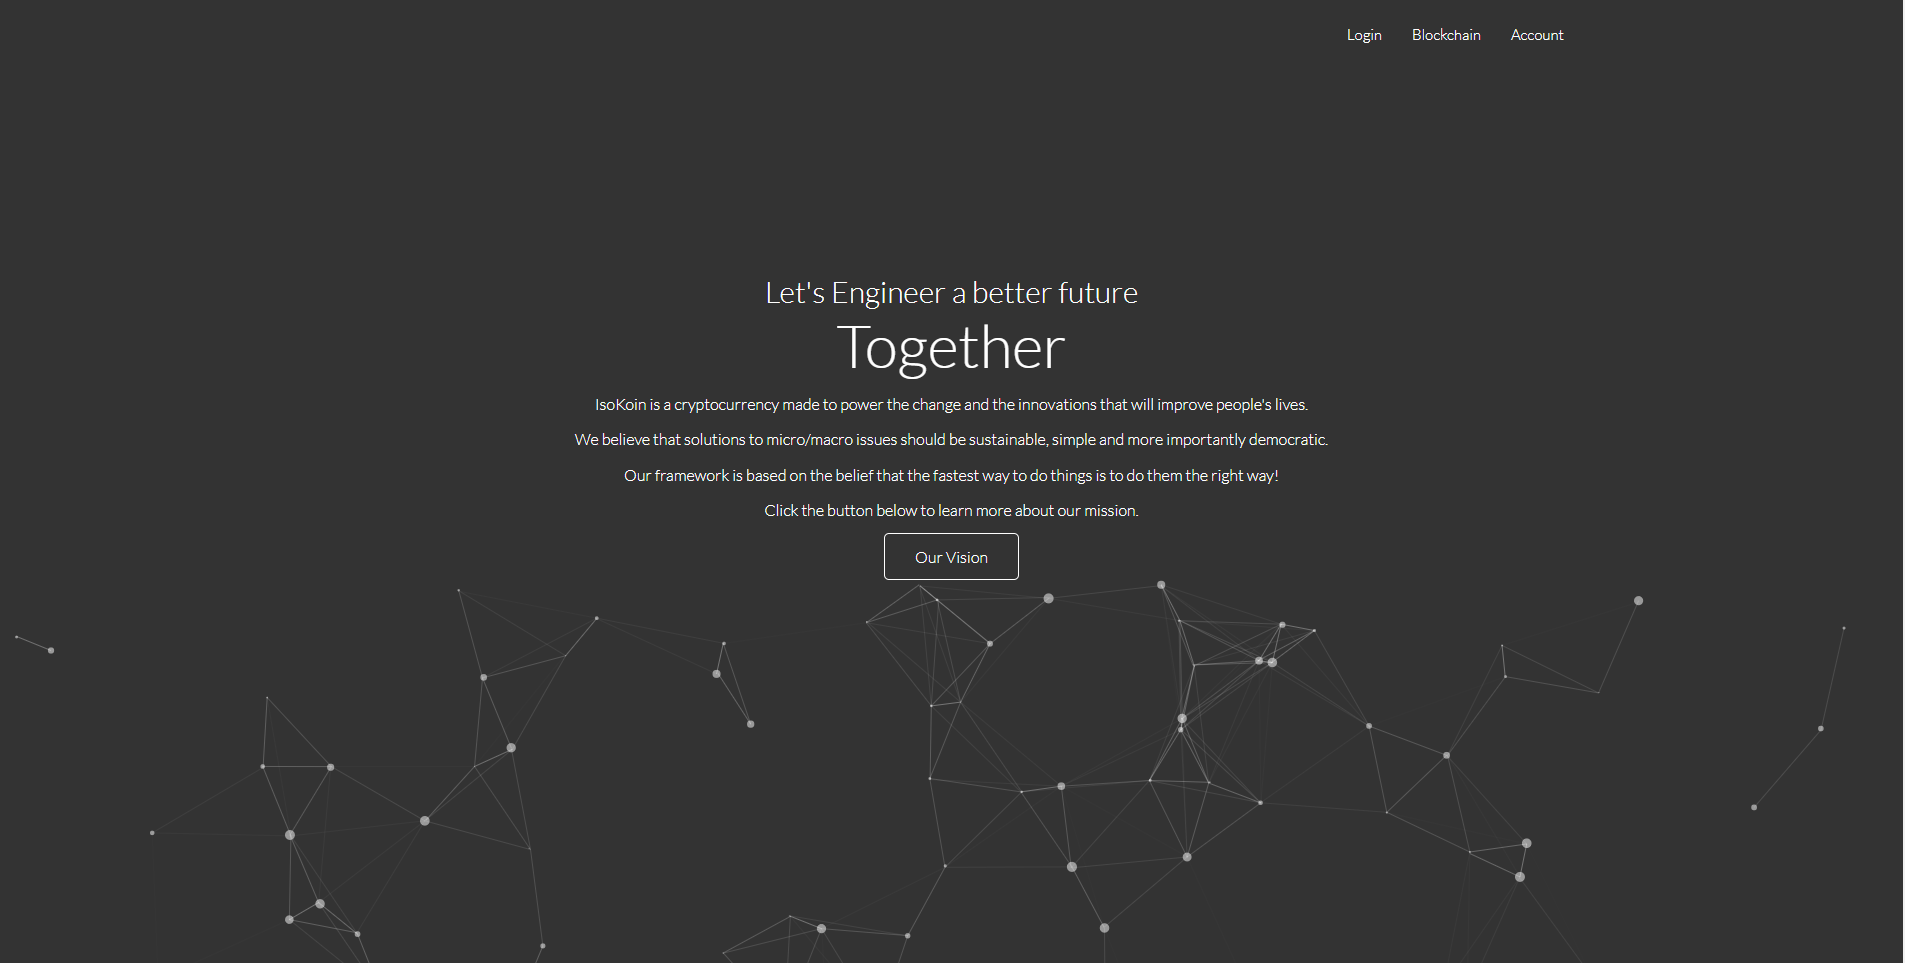 Login Blockchain Account
Let's Engineer a better future
Together
IsoKoin is a cryptocurrency made to power the change and the innovations that will improve people's lives.
We believe that solutions to micro/macro issues should be sustainable, simple and more importantly democratic.
Our framework is based on the belief that the fastest way to do things is to do them the right way!
Click the button below to learn more about our mission.
Our Vision